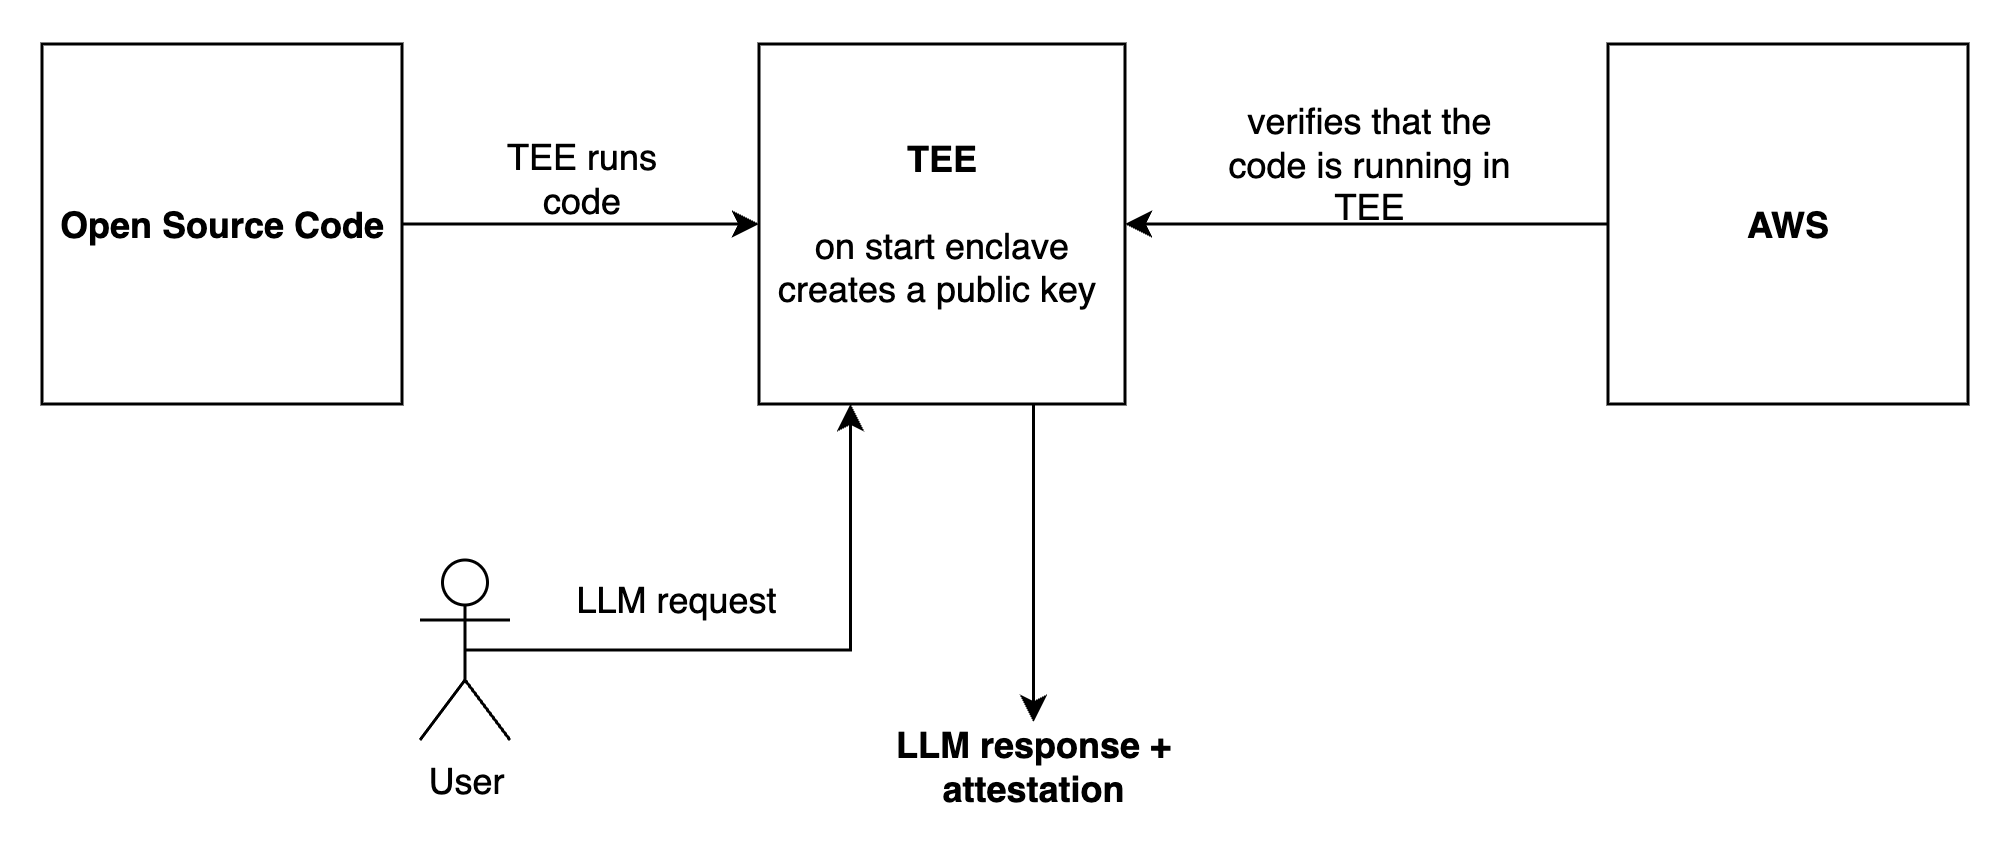 Open Source Code
TEE runs
code
TEE
on start enclave
creates a public key
verifies that the
code is running in
TEE
AWS
LLM request
User
LLM response +
attestation